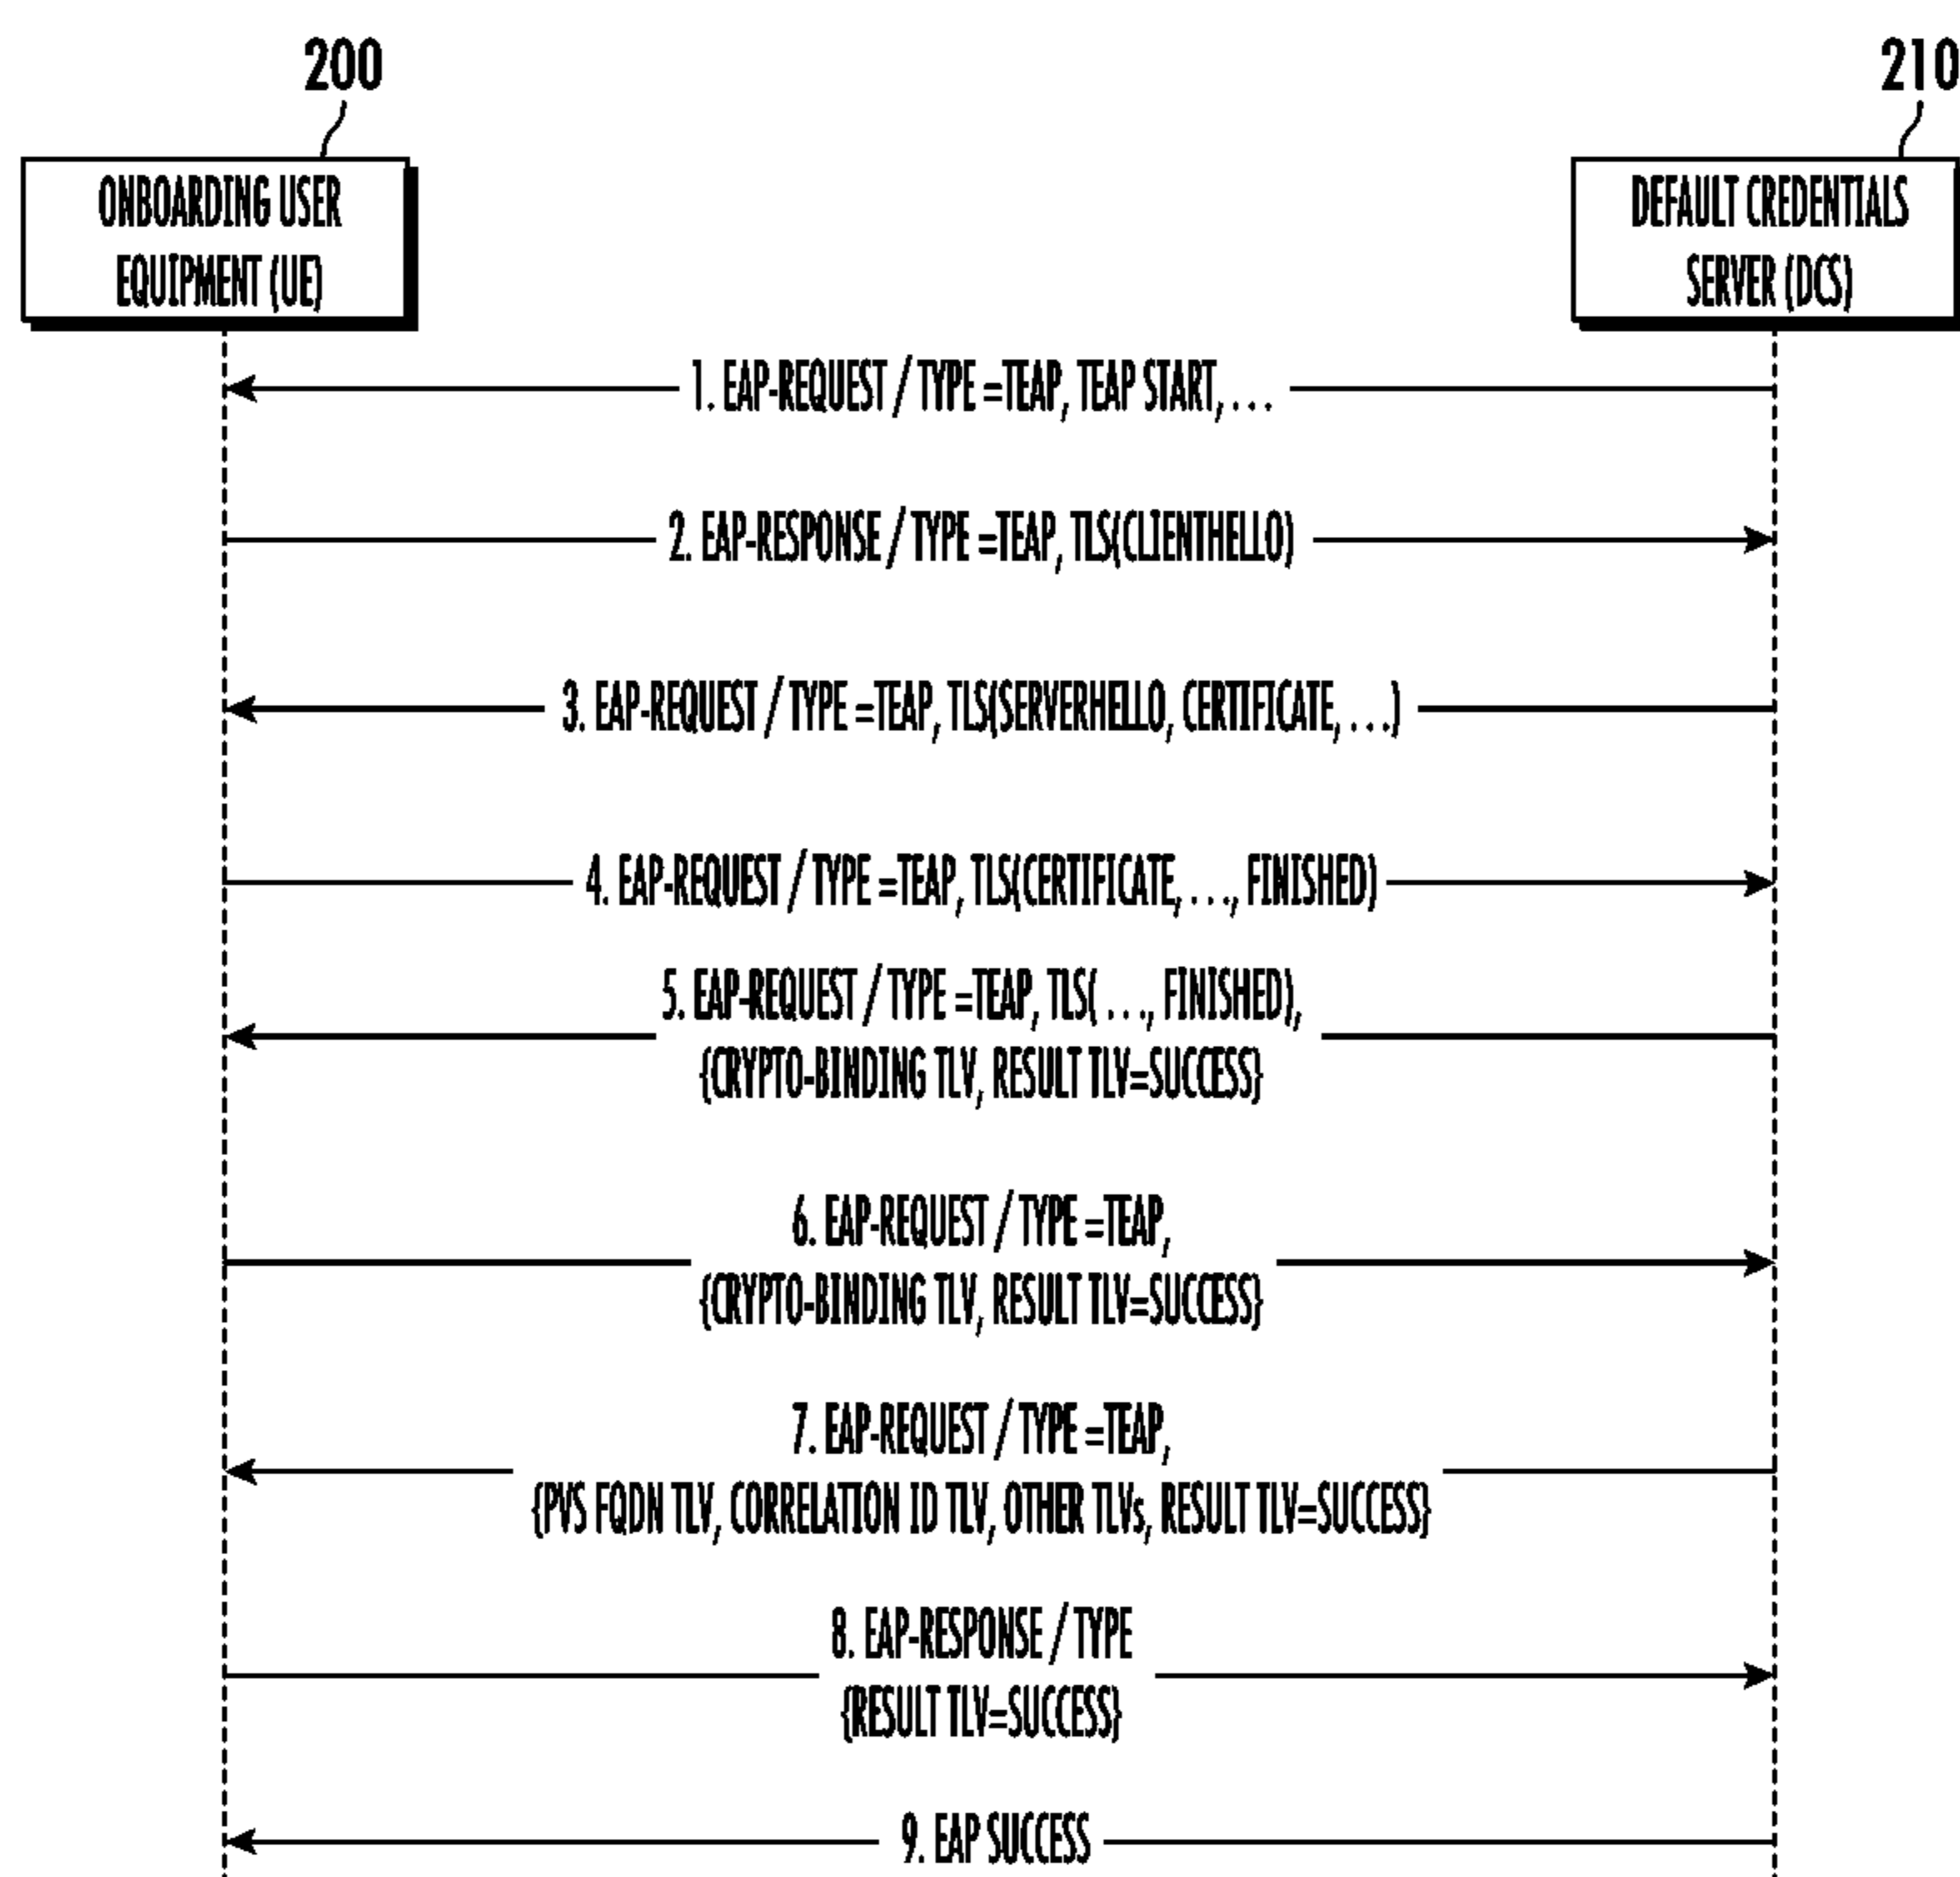 200
210
ONBOARDING USER
EQUIPMENT (UE)
DEFAULT CREDENTIALS
SERVER (DCS)
1. EAP-REQUEST / TYPE =TEAP, TEAP START, . . .
2. EAP-RESPONSE / TYPE =TEAP, TLS(CLIENTHELLO)
3. EAP-REQUEST / TYPE =TEAP, TLS(SERVERHELLO, CERTIFICATE, . . .)
4. EAP-REQUEST / TYPE =TEAP, TLS(CERTIFICATE, . . ., FINISHED)
5. EAP-REQUEST / TYPE =TEAP, TLS( . . ., FINISHED),
{CRYPTO-BINDING TLV, RESULT TLV=SUCCESS}
6. EAP-REQUEST / TYPE =TEAP,
{CRYPTO-BINDING TLV, RESULT TLV=SUCCESS}
7. EAP-REQUEST / TYPE =TEAP,
{PVS FQDN TLV, CORRELATION ID TLV, OTHER TLVs, RESULT TLV=SUCCESS}
8. EAP-RESPONSE / TYPE
{RESULT TLV=SUCCESS}
9. EAP SUCCESS